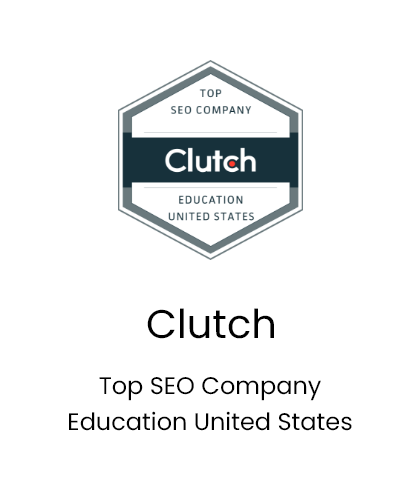 TOP
SEO COMPANY
Clutch
EDUCATION
UNITED STATES
Clutch
Top SEO Company
Education United States